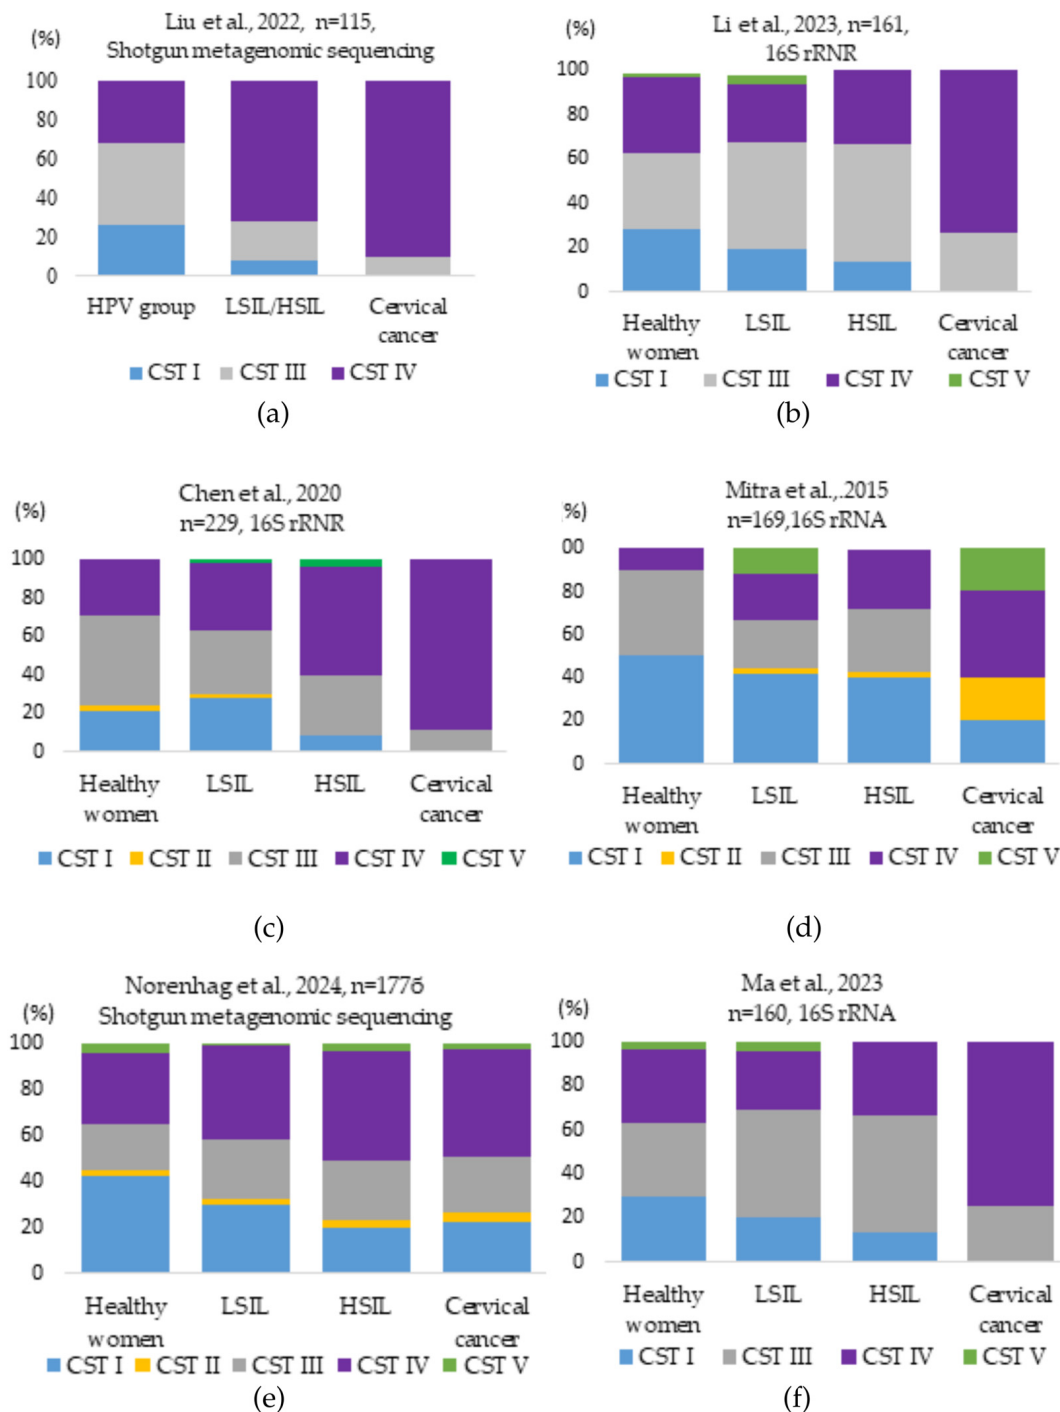 Liu et al., 2022, n=115,
Shotgun metagenomic sequencing
(%)
100
80
60
40
20
0
HPV group LSIL/HSIL Cervical
cancer
CST I CST III CST IV
(a)
Li et al., 2023, n=161,
16S rRNR
(%)
100
80
60
40
20
0
Healthy
women LSIL HSIL Cervical
cancer
CST I CST III CST IV CST V
(b)
Chen et al., 2020
n=229, 16S rRNR
(%)
100
80
60
40
20
0
Healthy
women LSIL HSIL Cervical
cancer
CST I CST II CST III CST IV CST V
(c)
Mitra et al.,.2015
n=169,16S rRNA
%)
00
80
60
40
20
0
Healthy
women LSIL HSIL Cervical
cancer
CST I CST II CST III CST IV CST V
(d)
Norenhag et al., 2024, n=1776
Shotgun metagenomic sequencing
(%)
100
80
60
40
20
0
Healthy
women LSIL HSIL Cervical
cancer
CST I CST II CST III CST IV CST V
(e)
Ma et al., 2023
n=160, 16S rRNA
(%)
100
80
60
40
20
0
Healthy
women LSIL HSIL Cervical
cancer
CST I CST III CST IV CST V
(f)